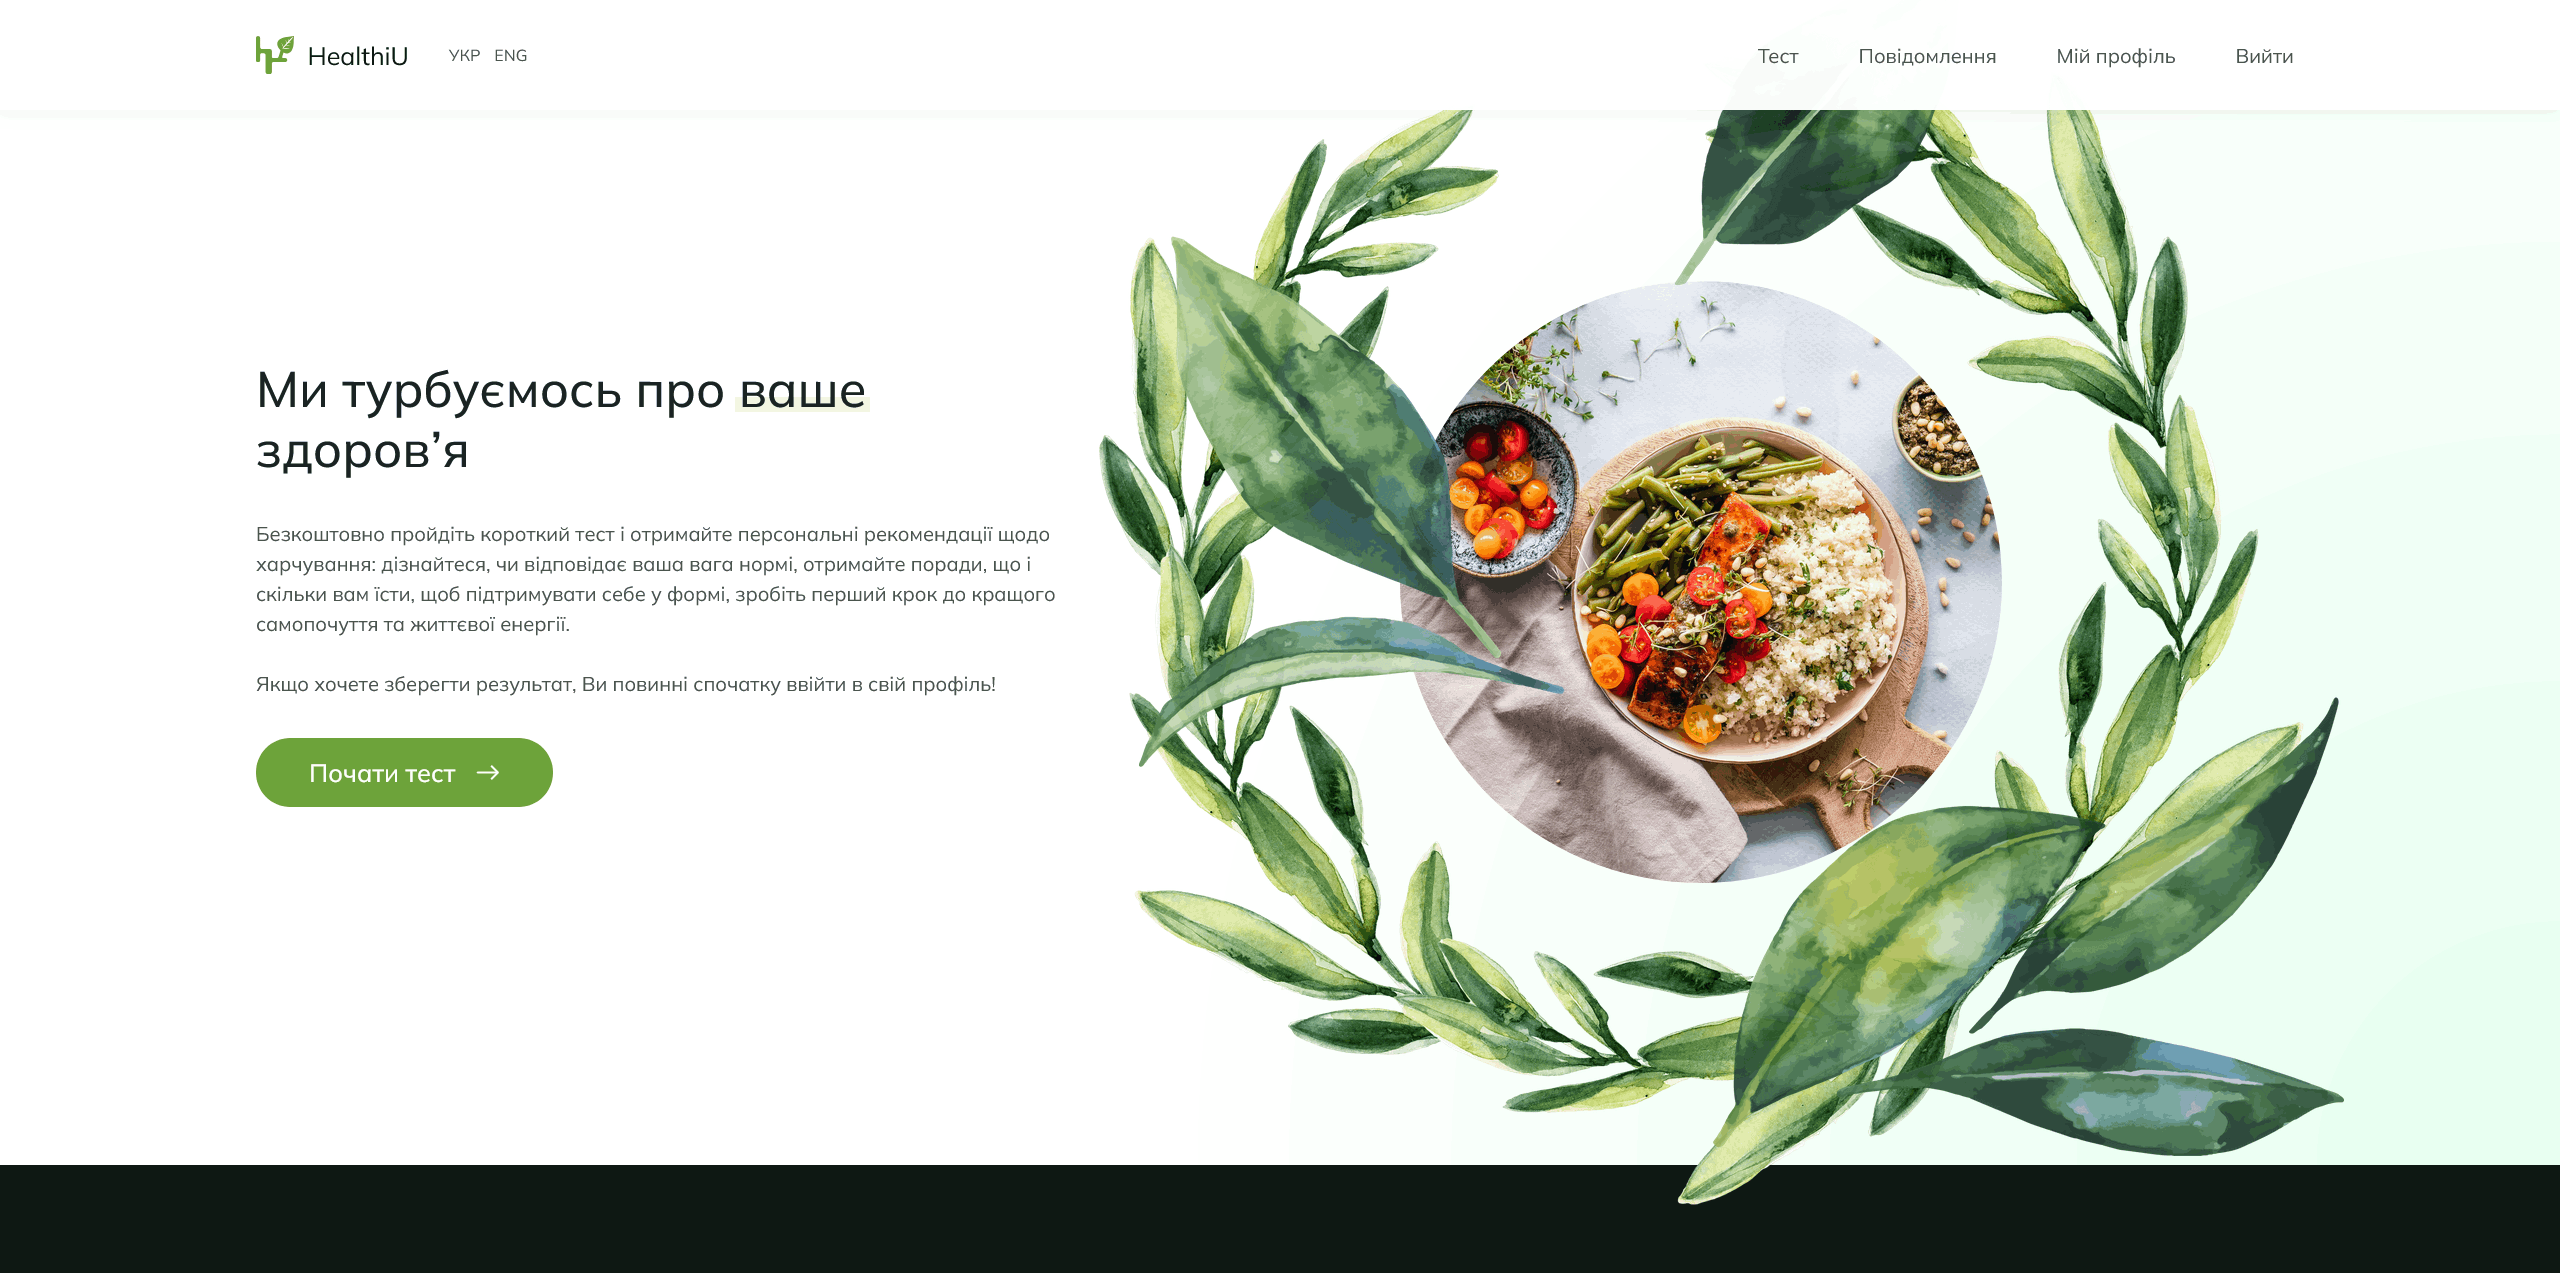 HealthiU
УКР ENG
Тест Повідомлення Мій профіль Вийти
Ми турбуємось про ваше
здоров’я
Безкоштовно пройдіть короткий тест і отримайте персональні рекомендації щодо
харчування: дізнайтеся, чи відповідає ваша вага нормі, отримайте поради, що і
скільки вам їсти, щоб підтримувати себе у формі, зробіть перший крок до кращого
самопочуття та життєвої енергії.
Якщо хочете зберегти результат, Ви повинні спочатку ввійти в свій профіль!
Почати тест →